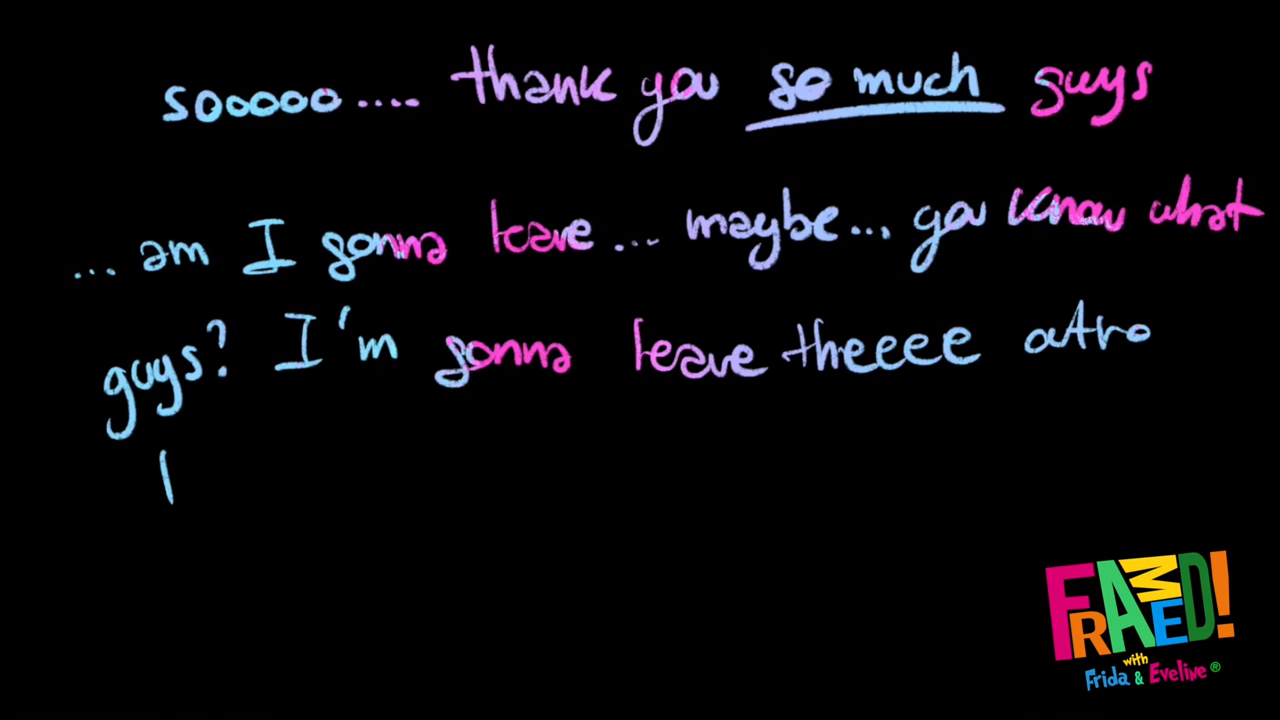 sooooo.... thank you so much guys
... am I gonna leave ... maybe... you know what
guys? I'm gonna leave theeee
FRAMED!
with
Frida & Eveline®